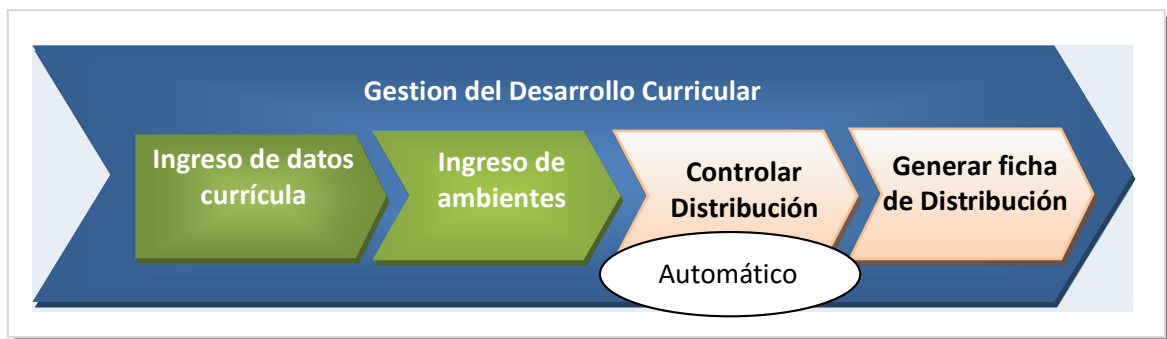 Gestion del Desarrollo Curricular
Ingreso de datos
currícula
Ingreso de
ambientes
Controlar
Distribución
Generar ficha
de Distribución
Automático